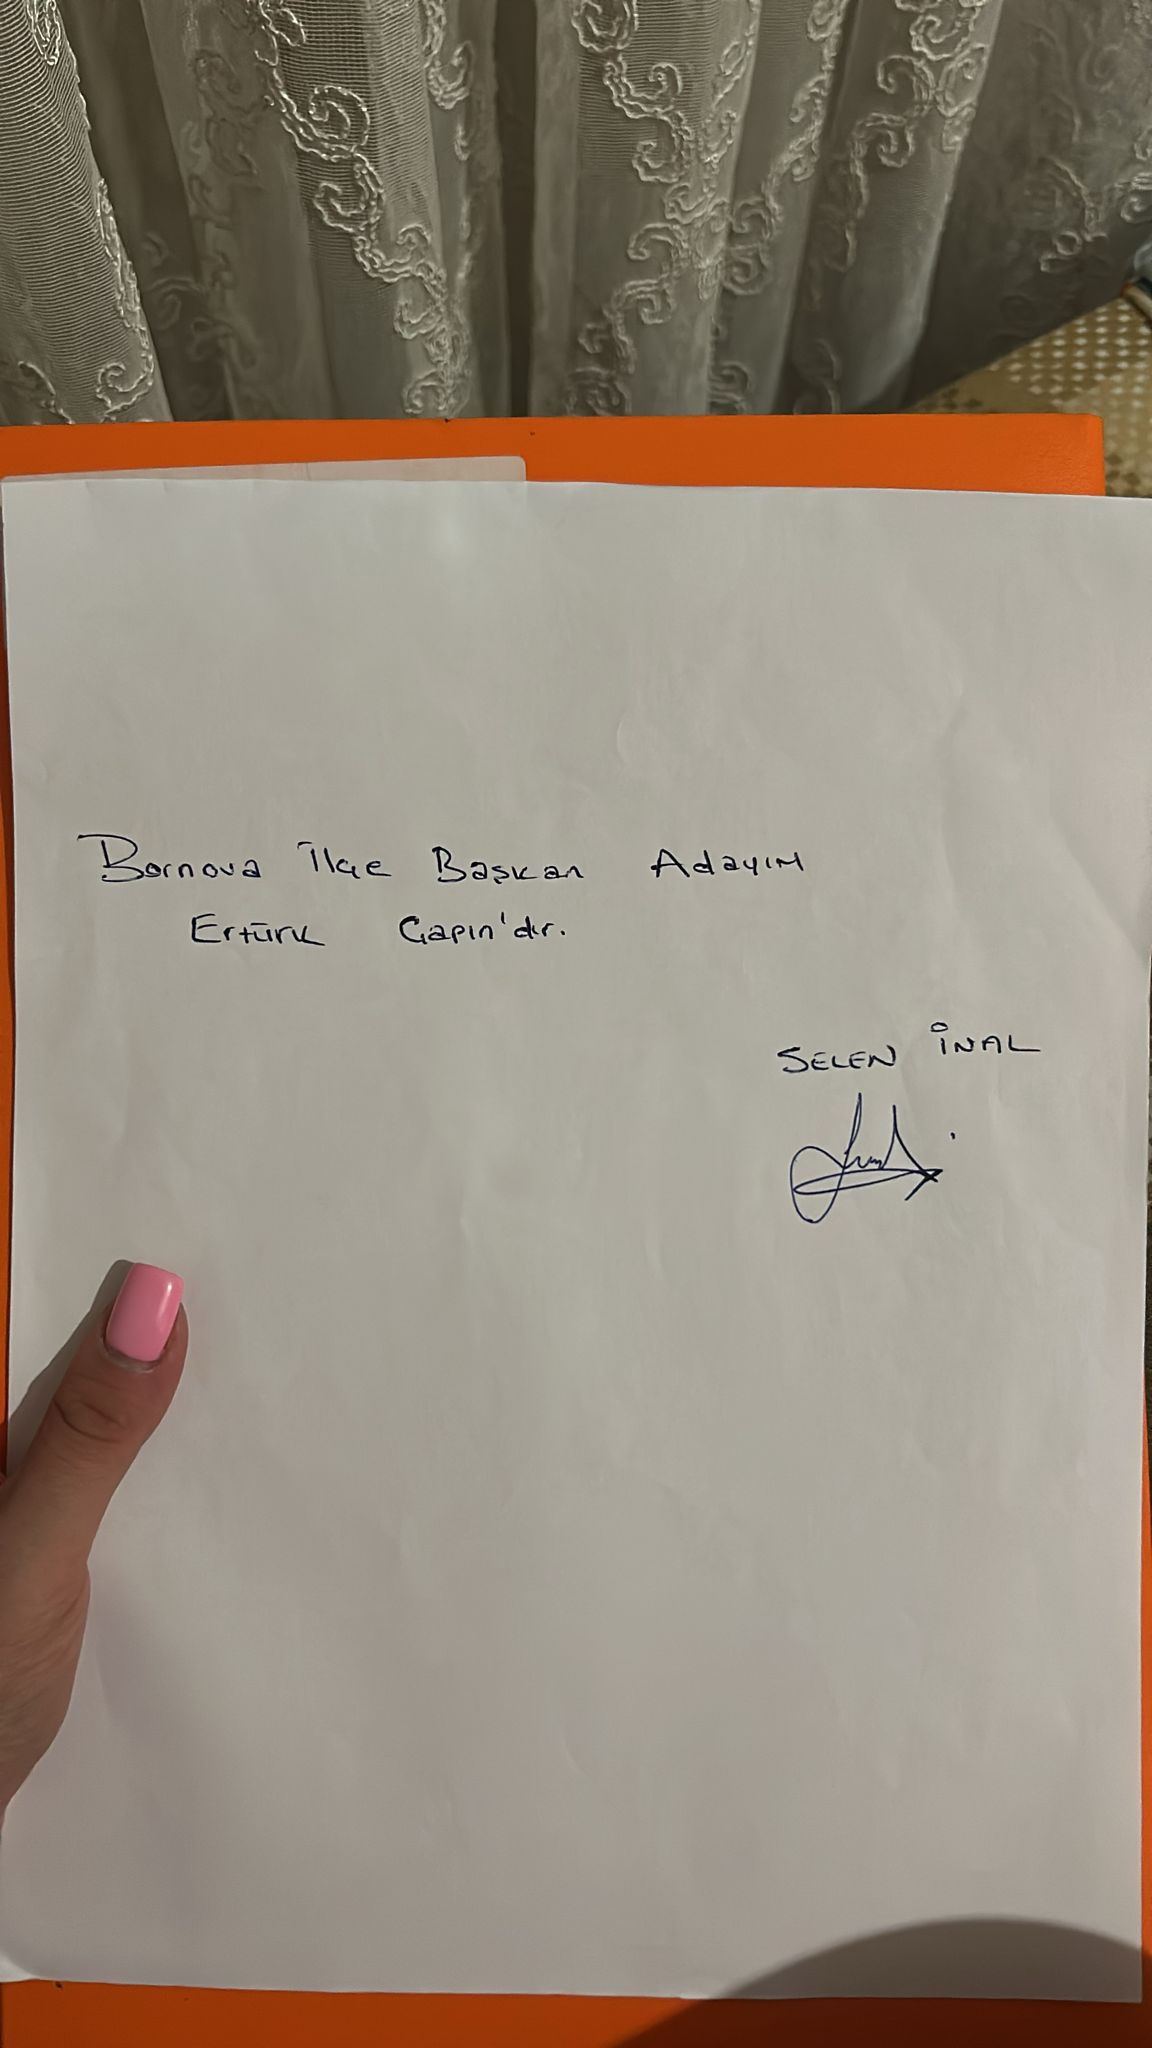 Bornova İlçe Başkan Adayım
Ertürk Çapın'dır.
SELEN İNAL